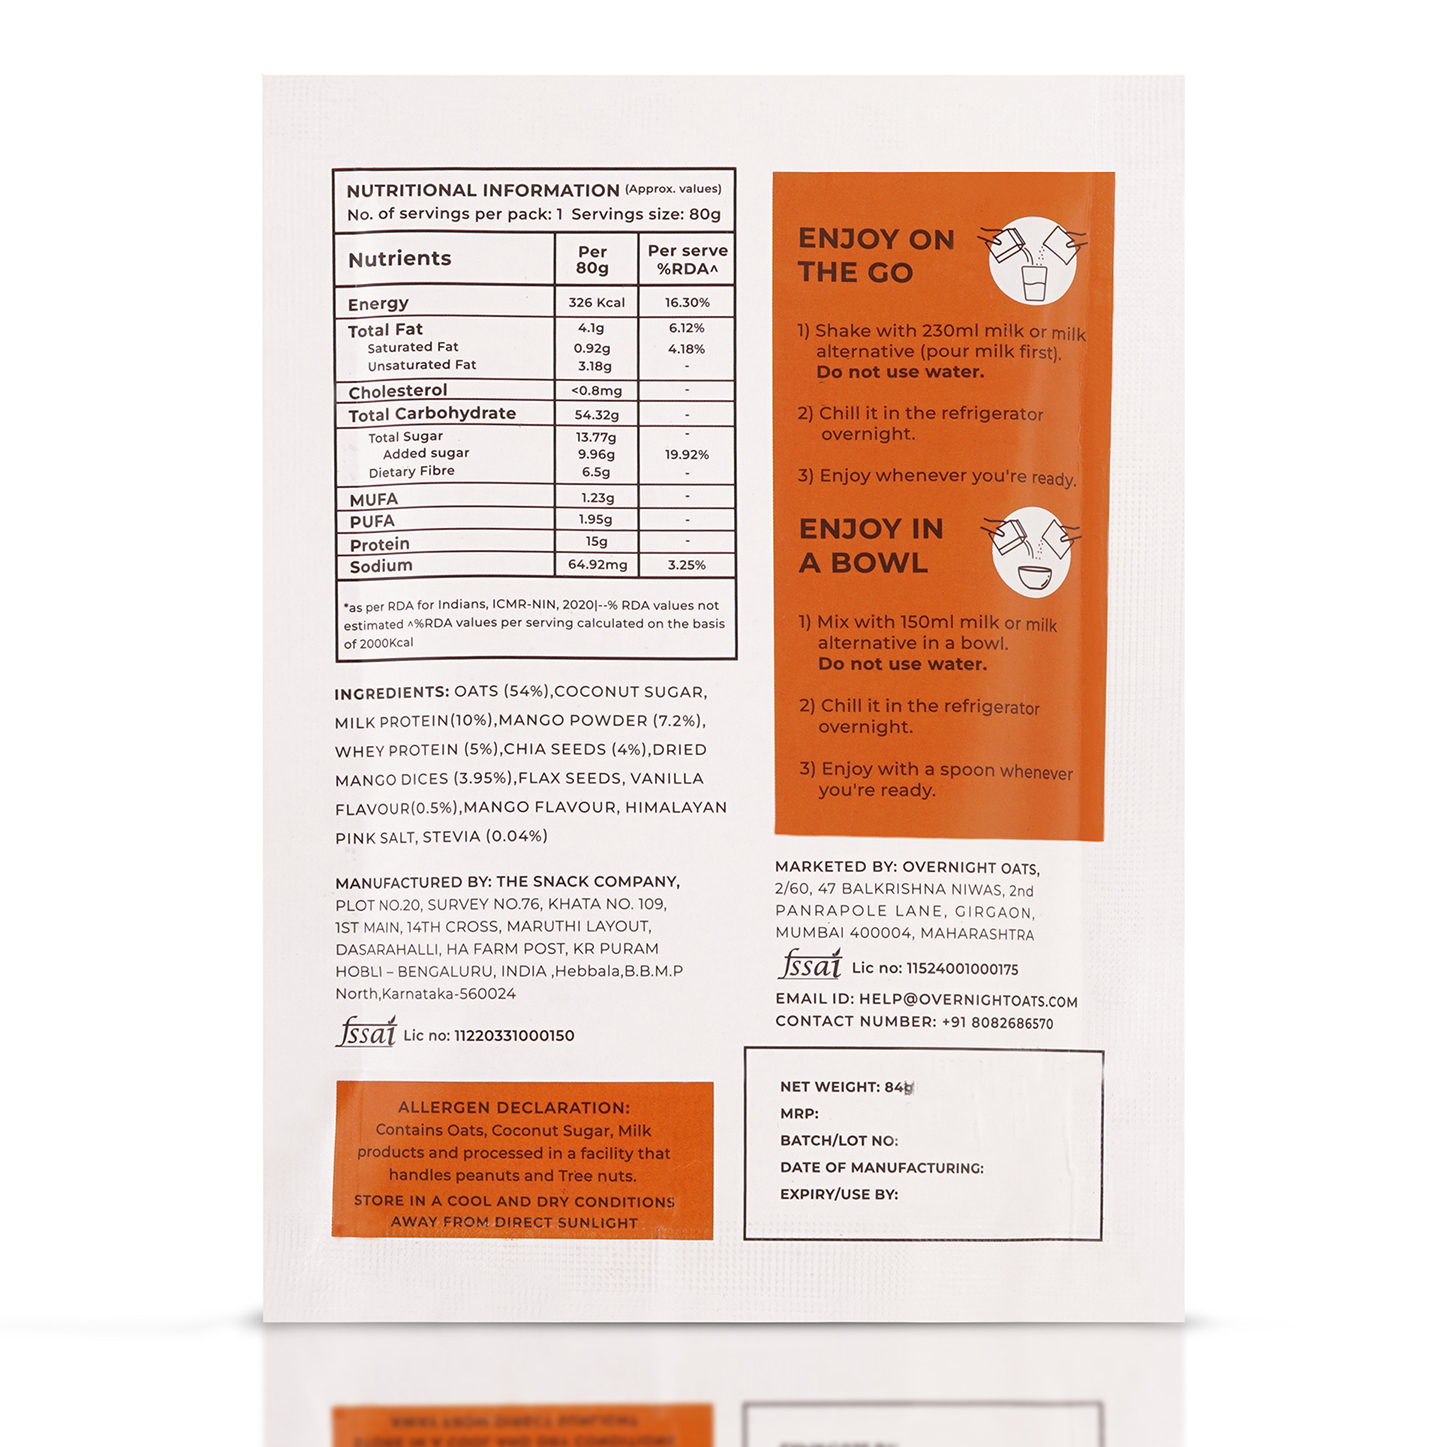 NUTRITIONAL INFORMATION (Approx. values)
No. of servings per pack: 1 Servings size: 80g
Nutrients Per 80g Per serve %RDA^
Energy 326 Kcal 16.30%
Total Fat 4.1g 6.12%
Saturated Fat 0.92g 4.18%
Unsaturated Fat 3.18g -
Cholesterol <0.8mg -
Total Carbohydrate 54.32g -
Total Sugar 13.77g -
Added sugar 9.96g 19.92%
Dietary Fibre 6.5g -
MUFA 1.23g -
PUFA 1.95g -
Protein 15g -
Sodium 64.92mg 3.25%
*as per RDA for Indians, ICMR-NIN, 2020|--% RDA values not
estimated ^%RDA values per serving calculated on the basis
of 2000Kcal
INGREDIENTS: OATS (54%),COCONUT SUGAR,
MILK PROTEIN(10%),MANGO POWDER (7.2%),
WHEY PROTEIN (5%),CHIA SEEDS (4%),DRIED
MANGO DICES (3.95%),FLAX SEEDS, VANILLA
FLAVOUR(0.5%),MANGO FLAVOUR, HIMALAYAN
PINK SALT, STEVIA (0.04%)
MANUFACTURED BY: THE SNACK COMPANY,
PLOT NO.20, SURVEY NO.76, KHATA NO. 109,
1ST MAIN, 14TH CROSS, MARUTHI LAYOUT,
DASARAHALLI, HA FARM POST, KR PURAM
HOBLI – BENGALURU, INDIA ,Hebbala,B.B.M.P
North,Karnataka-560024
fssai Lic no: 11220331000150
ALLERGEN DECLARATION:
Contains Oats, Coconut Sugar, Milk
products and processed in a facility that
handles peanuts and Tree nuts.
STORE IN A COOL AND DRY CONDITIONS
AWAY FROM DIRECT SUNLIGHT
ENJOY ON
THE GO
1) Shake with 230ml milk or milk
alternative (pour milk first).
Do not use water.
2) Chill it in the refrigerator
overnight.
3) Enjoy whenever you're ready.
ENJOY IN
A BOWL
1) Mix with 150ml milk or milk
alternative in a bowl.
Do not use water.
2) Chill it in the refrigerator
overnight.
3) Enjoy with a spoon whenever
you're ready.
MARKETED BY: OVERNIGHT OATS,
2/60, 47 BALKRISHNA NIWAS, 2nd
PANRAPOLE LANE, GIRGAON,
MUMBAI 400004, MAHARASHTRA
fssai Lic no: 11524001000175
EMAIL ID: HELP@OVERNIGHTOATS.COM
CONTACT NUMBER: +91 8082686570
NET WEIGHT: 84g
MRP:
BATCH/LOT NO:
DATE OF MANUFACTURING:
EXPIRY/USE BY: